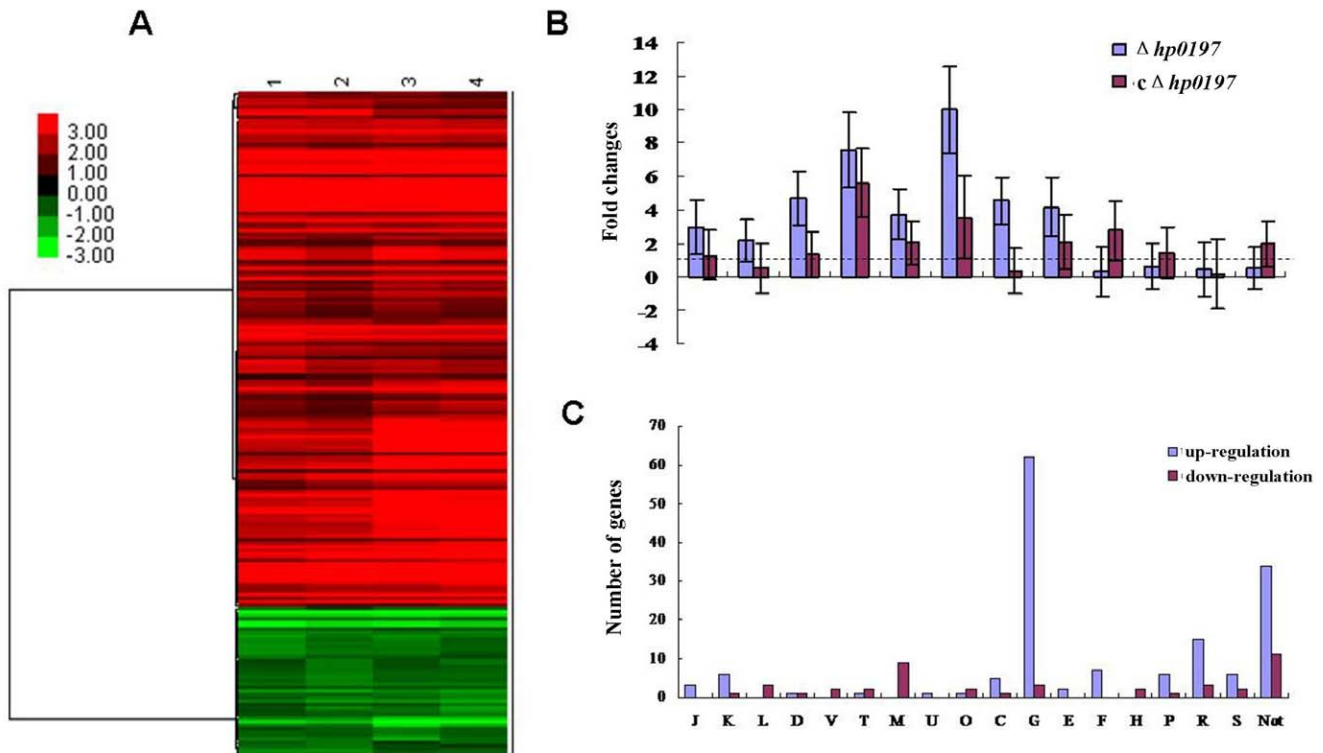 A
1 2 3 4
3.00
2.00
1.00
0.00
-1.00
-2.00
-3.00
B
Fold changes
14
12
10
8
6
4
2
0
-2
-4
Δ hp0197
c Δ hp0197
C
Number of genes
70
60
50
40
30
20
10
0
up-regulation
down-regulation
J K L D V T M U O C G E F H P R S Not